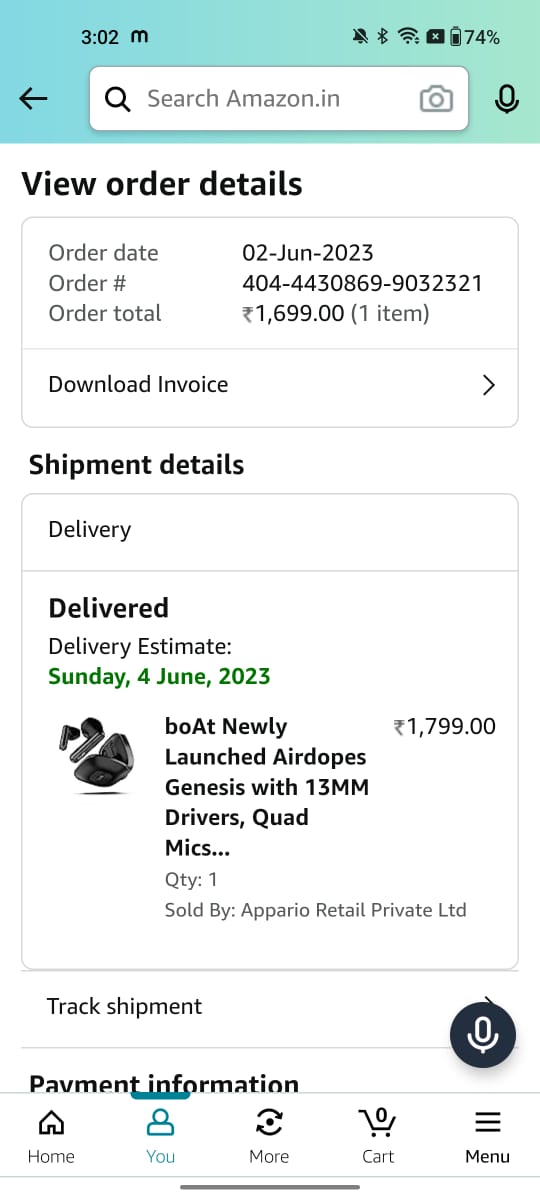 3:02 m 74%
Search Amazon.in
View order details
Order date 02-Jun-2023
Order # 404-4430869-9032321
Order total ₹1,699.00 (1 item)
Download Invoice
Shipment details
Delivery
Delivered
Delivery Estimate:
Sunday, 4 June, 2023
boAt Newly ₹1,799.00
Launched Airdopes
Genesis with 13MM
Drivers, Quad
Mics...
Qty: 1
Sold By: Appario Retail Private Ltd
Track shipment
Payment information
0
Home You More Cart Menu